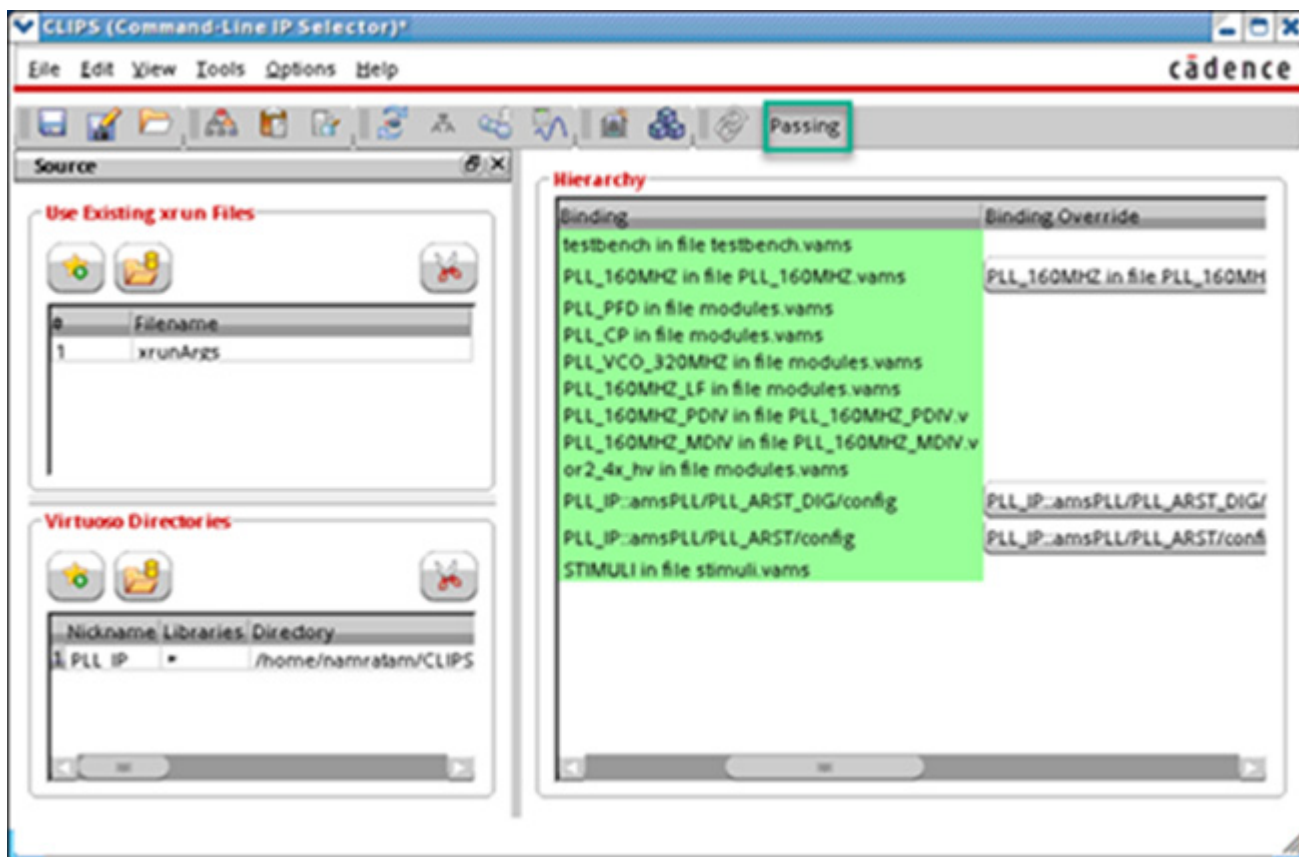 CLIPS (Command-Line IP Selector)*
File Edit View Tools Options Help
cādence
Passing
Source
Use Existing xrun Files
# Filename
1 xrunArgs
Virtuoso Directories
Nickname Libraries Directory
1 PLL_IP * /home/namratam/CLIPS
Hierarchy
Binding Binding Override
testbench in file testbench.vams
PLL_160MHZ in file PLL_160MHZ.vams PLL_160MHZ in file PLL_160MH
PLL_PFD in file modules.vams
PLL_CP in file modules.vams
PLL_VCO_320MHZ in file modules.vams
PLL_160MHZ_LF in file modules.vams
PLL_160MHZ_PDIV in file PLL_160MHZ_PDIV.v
PLL_160MHZ_MDIV in file PLL_160MHZ_MDIV.v
or2_4x_hv in file modules.vams
PLL_IP::amsPLL/PLL_ARST_DIG/config PLL_IP::amsPLL/PLL_ARST_DIG/
PLL_IP::amsPLL/PLL_ARST/config PLL_IP::amsPLL/PLL_ARST/confi
STIMULI in file stimuli.vams